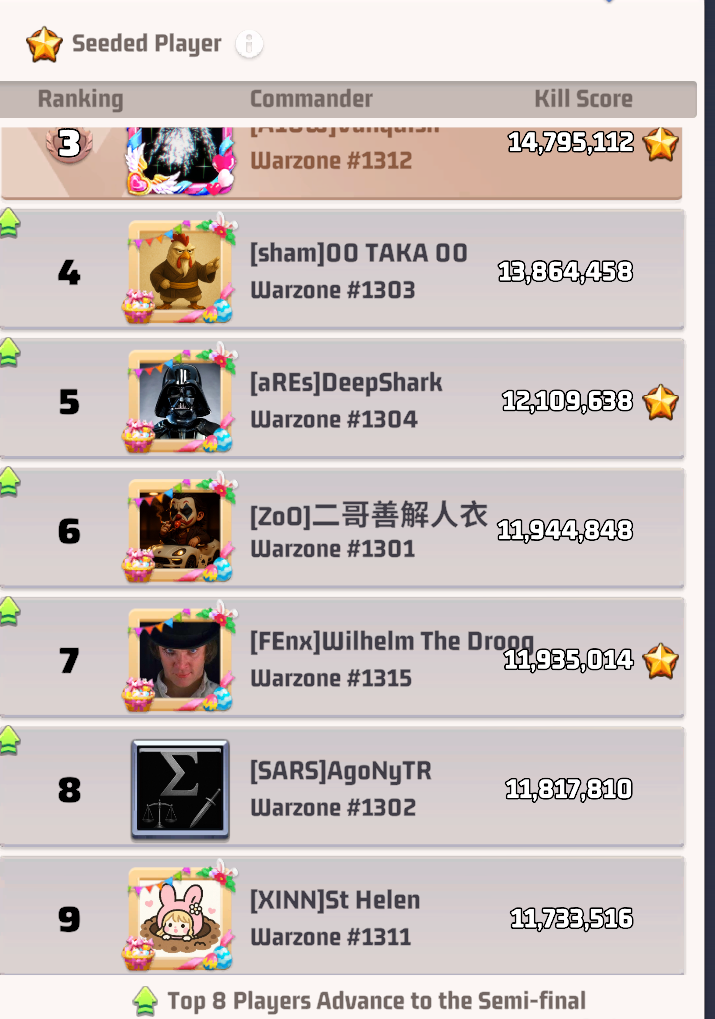 Seeded Player
Ranking Commander Kill Score
3
14,795,112
Warzone #1312
4
[sham]OO TAKA OO
13,864,458
Warzone #1303
5
[aREs]DeepShark
12,109,638
Warzone #1304
6
[ZoO]二哥善解人衣
11,944,848
Warzone #1301
7
[FEnx]Wilhelm The Droog
11,935,014
Warzone #1315
8
[SARS]AgoNyTR
11,817,810
Warzone #1302
9
[XINN]St Helen
11,733,516
Warzone #1311
Top 8 Players Advance to the Semi-final